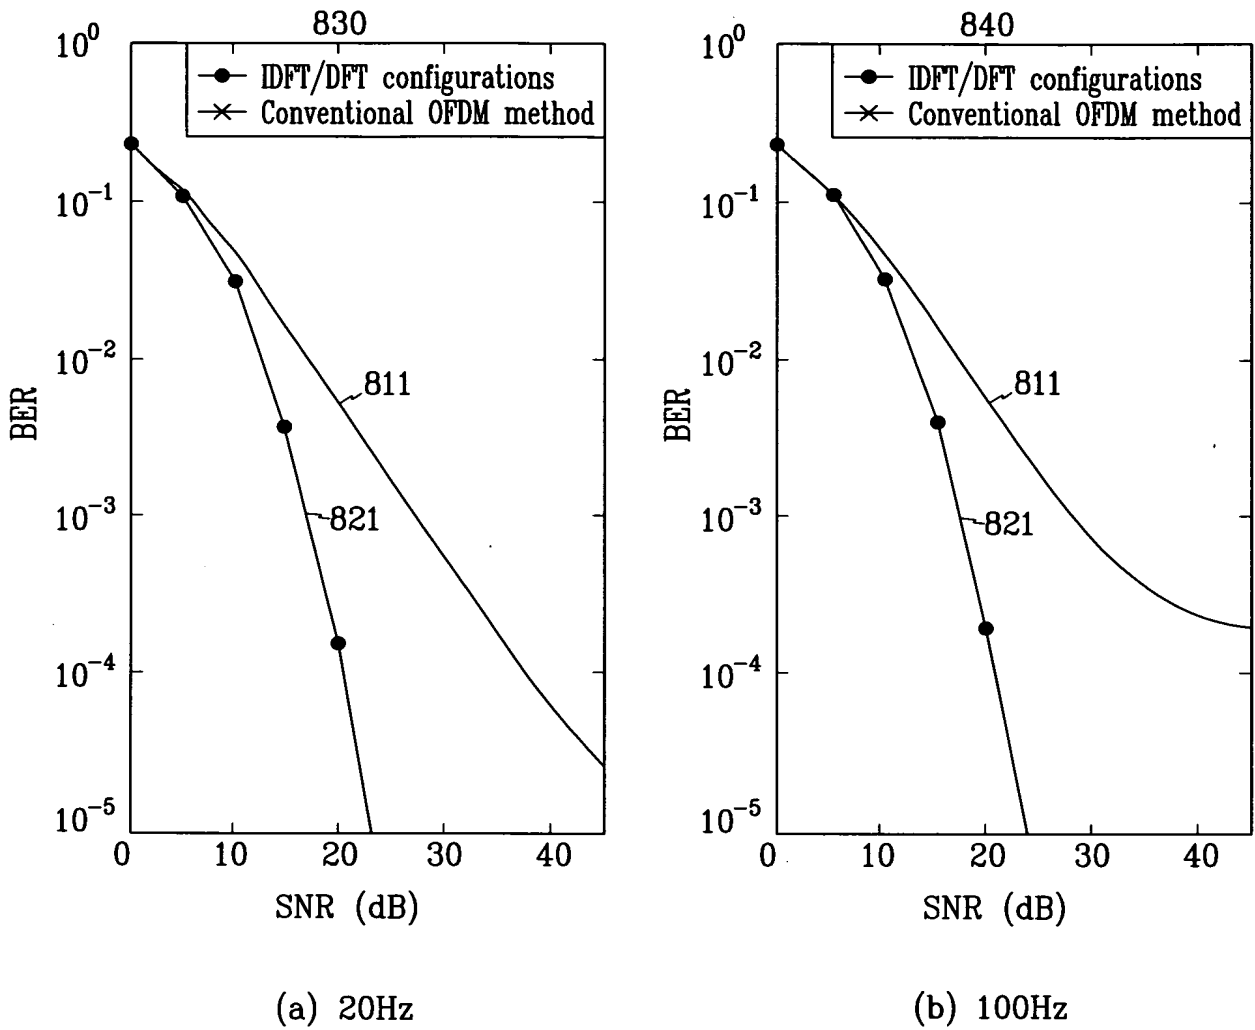 830
10^0
IDFT/DFT configurations
Conventional OFDM method
10^-1
10^-2
10^-3
10^-4
10^-5
BER
811
821
0 10 20 30 40
SNR (dB)
(a) 20Hz
840
10^0
IDFT/DFT configurations
Conventional OFDM method
10^-1
10^-2
10^-3
10^-4
10^-5
BER
811
821
0 10 20 30 40
SNR (dB)
(b) 100Hz